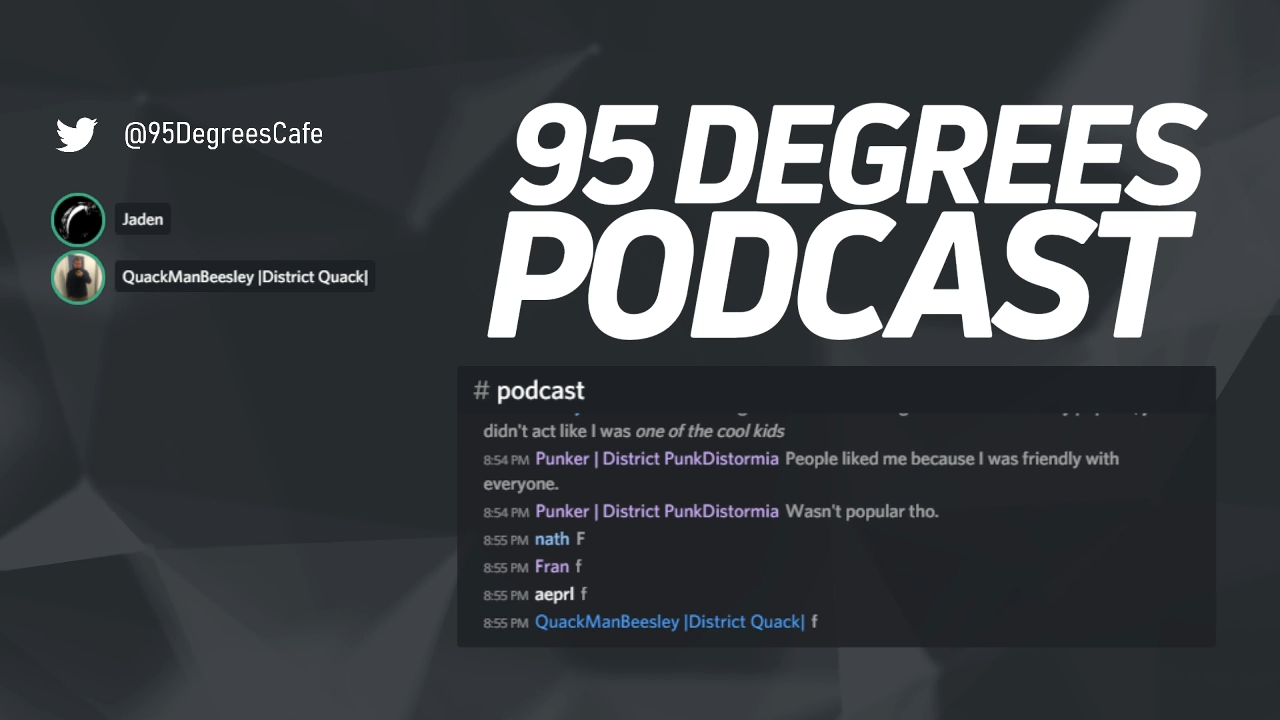 @95DegreesCafe
Jaden
QuackManBeesley |District Quack|
95 DEGREES
PODCAST
# podcast
didn't act like I was one of the cool kids
8:54 PM Punker | District PunkDistormia People liked me because I was friendly with
everyone.
8:54 PM Punker | District PunkDistormia Wasn't popular tho.
8:55 PM nath F
8:55 PM Fran f
8:55 PM aeprl f
8:55 PM QuackManBeesley |District Quack| f